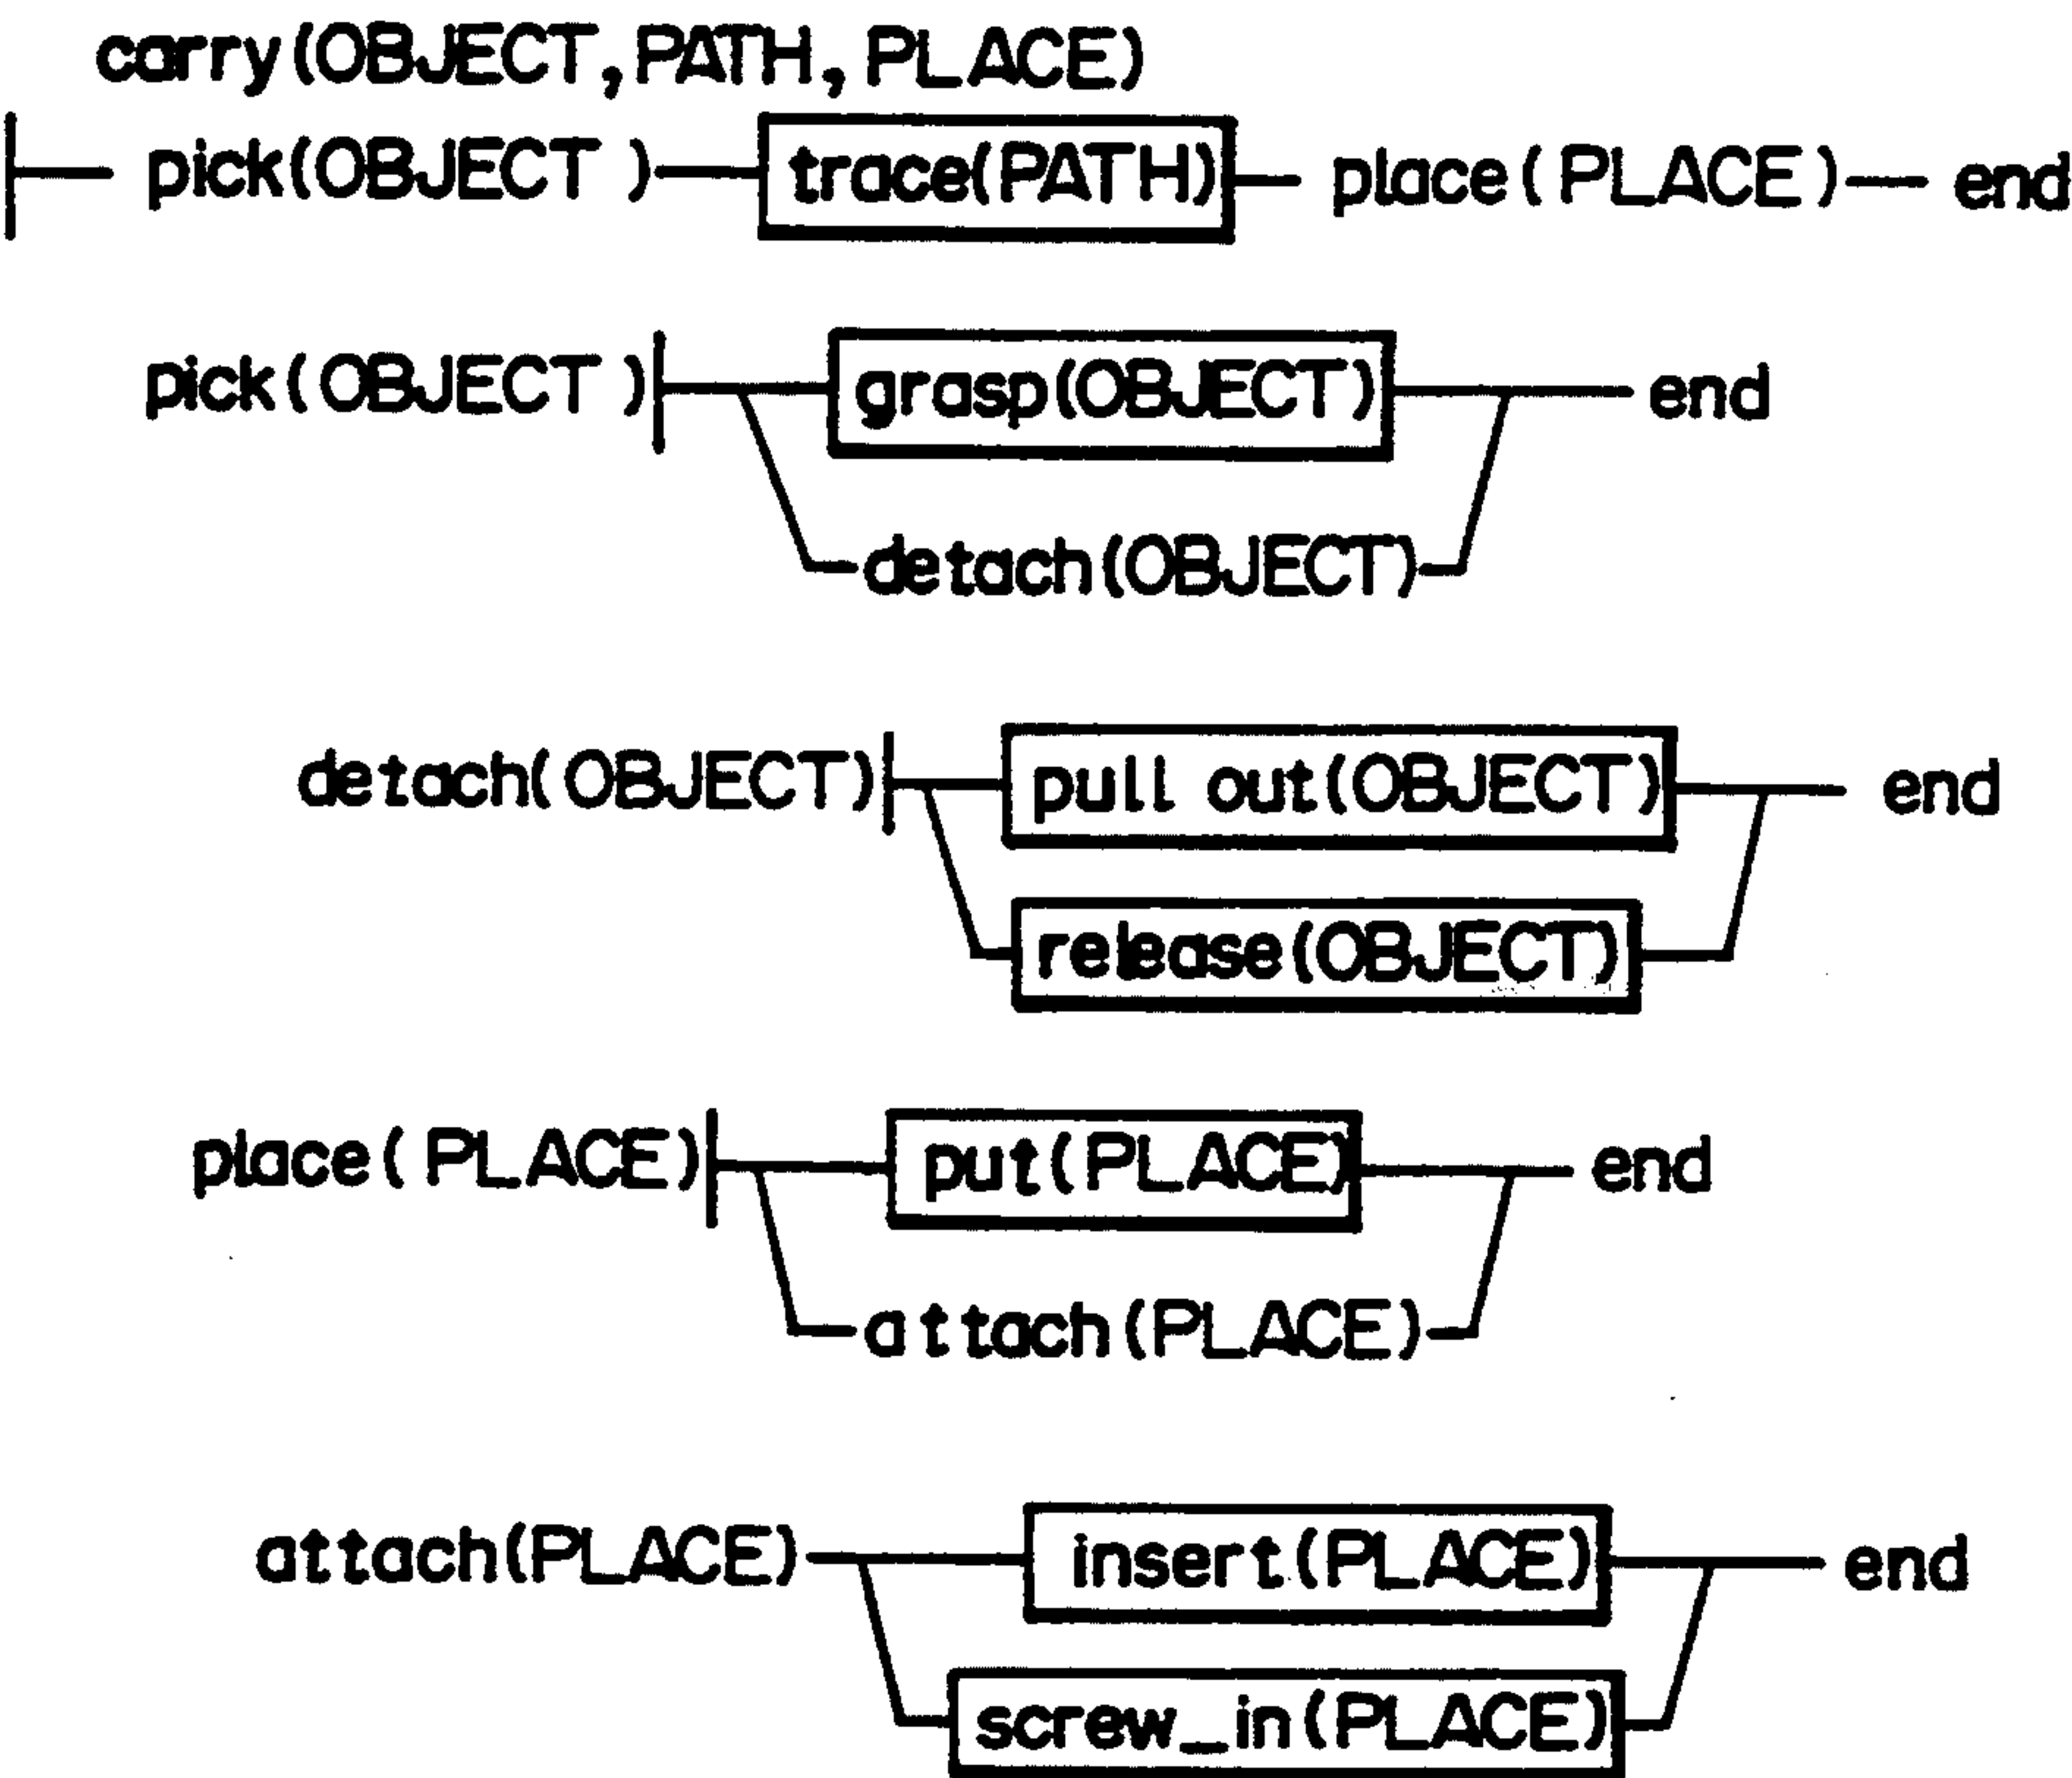 carry(OBJECT,PATH,PLACE)
pick(OBJECT ) trace(PATH) place(PLACE) end
pick(OBJECT ) grasp(OBJECT) end
detach(OBJECT)
detach(OBJECT) pull out(OBJECT) end
release(OBJECT)
place(PLACE) put(PLACE) end
attach(PLACE)
attach(PLACE) insert(PLACE) end
screw_in(PLACE)